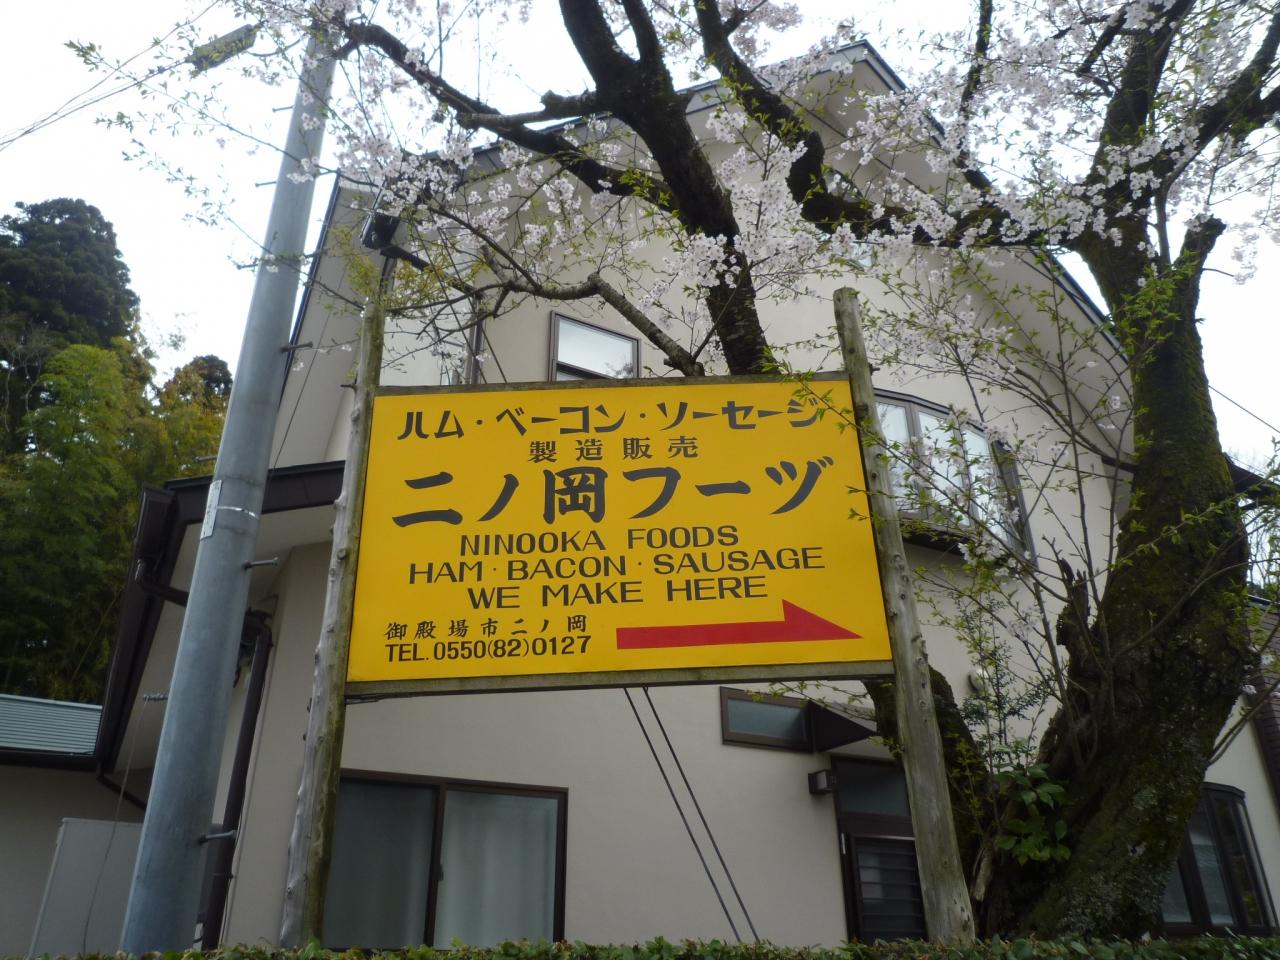 ハム・ベーコン・ソーセージ
製造販売
二ノ岡フーヅ
NINOOKA FOODS
HAM・BACON・SAUSAGE
WE MAKE HERE
御殿場市二ノ岡
TEL.0550(82)0127